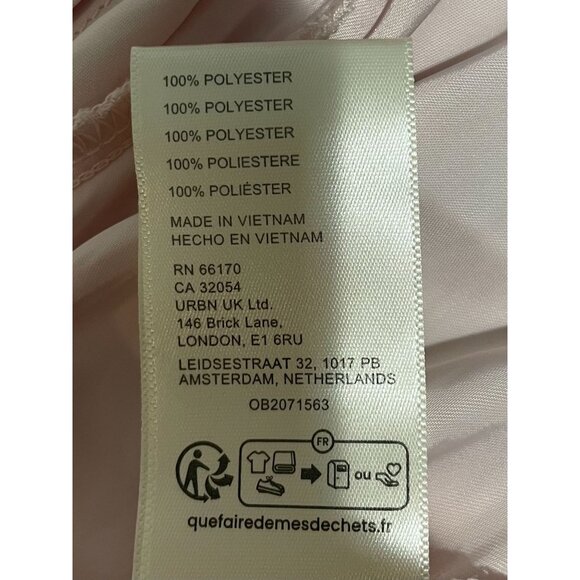 100% POLYESTER
100% POLYESTER
100% POLYESTER
100% POLIESTERE
100% POLIÉSTER
MADE IN VIETNAM
HECHO EN VIETNAM
RN 66170
CA 32054
URBN UK Ltd.
146 Brick Lane,
LONDON, E1 6RU
LEIDSESTRAAT 32, 1017 PB
AMSTERDAM, NETHERLANDS
OB2071563
FR
ou
quefairedemesdechets.fr